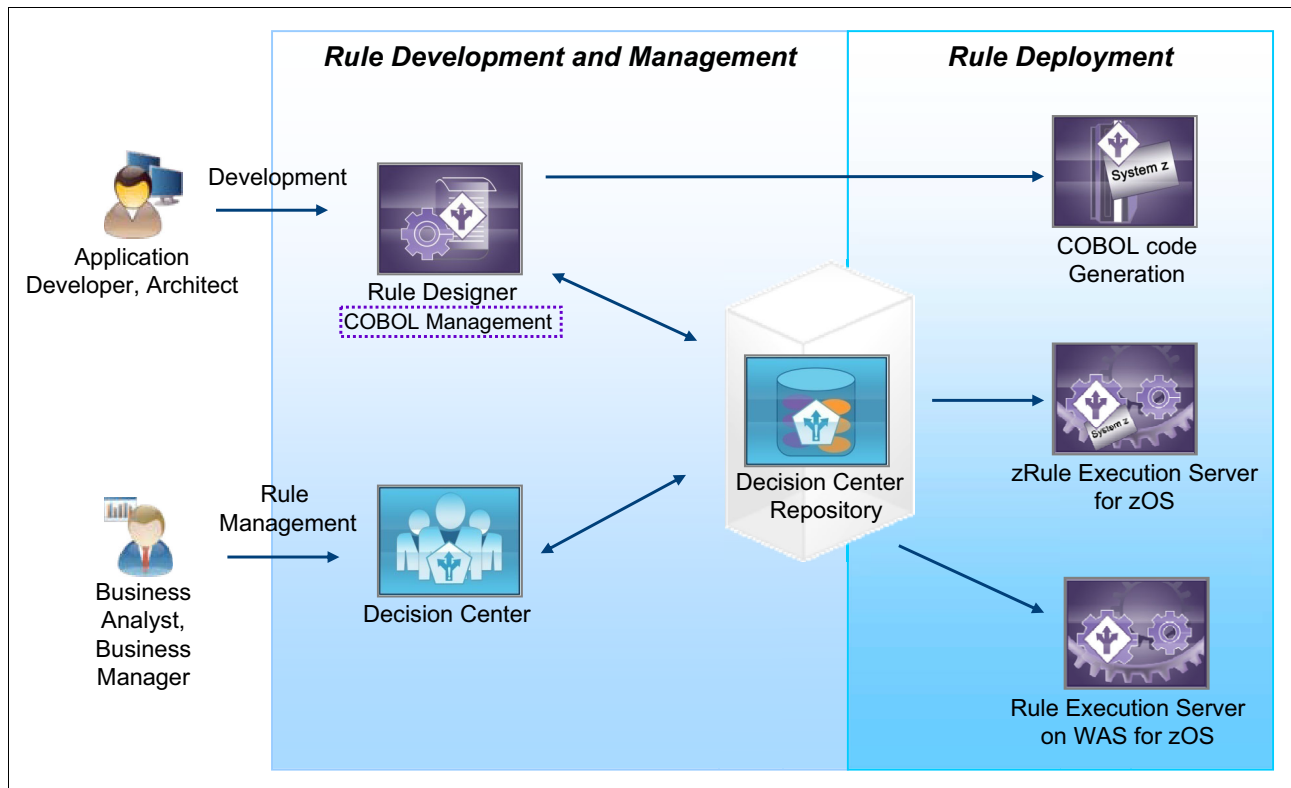 Rule Development and Management
Rule Deployment
Development
Application
Developer, Architect
Rule Designer
COBOL Management
System z
COBOL code
Generation
Decision Center
Repository
System z
zRule Execution Server
for zOS
Rule
Management
Business
Analyst,
Business
Manager
Decision Center
Rule Execution Server
on WAS for zOS